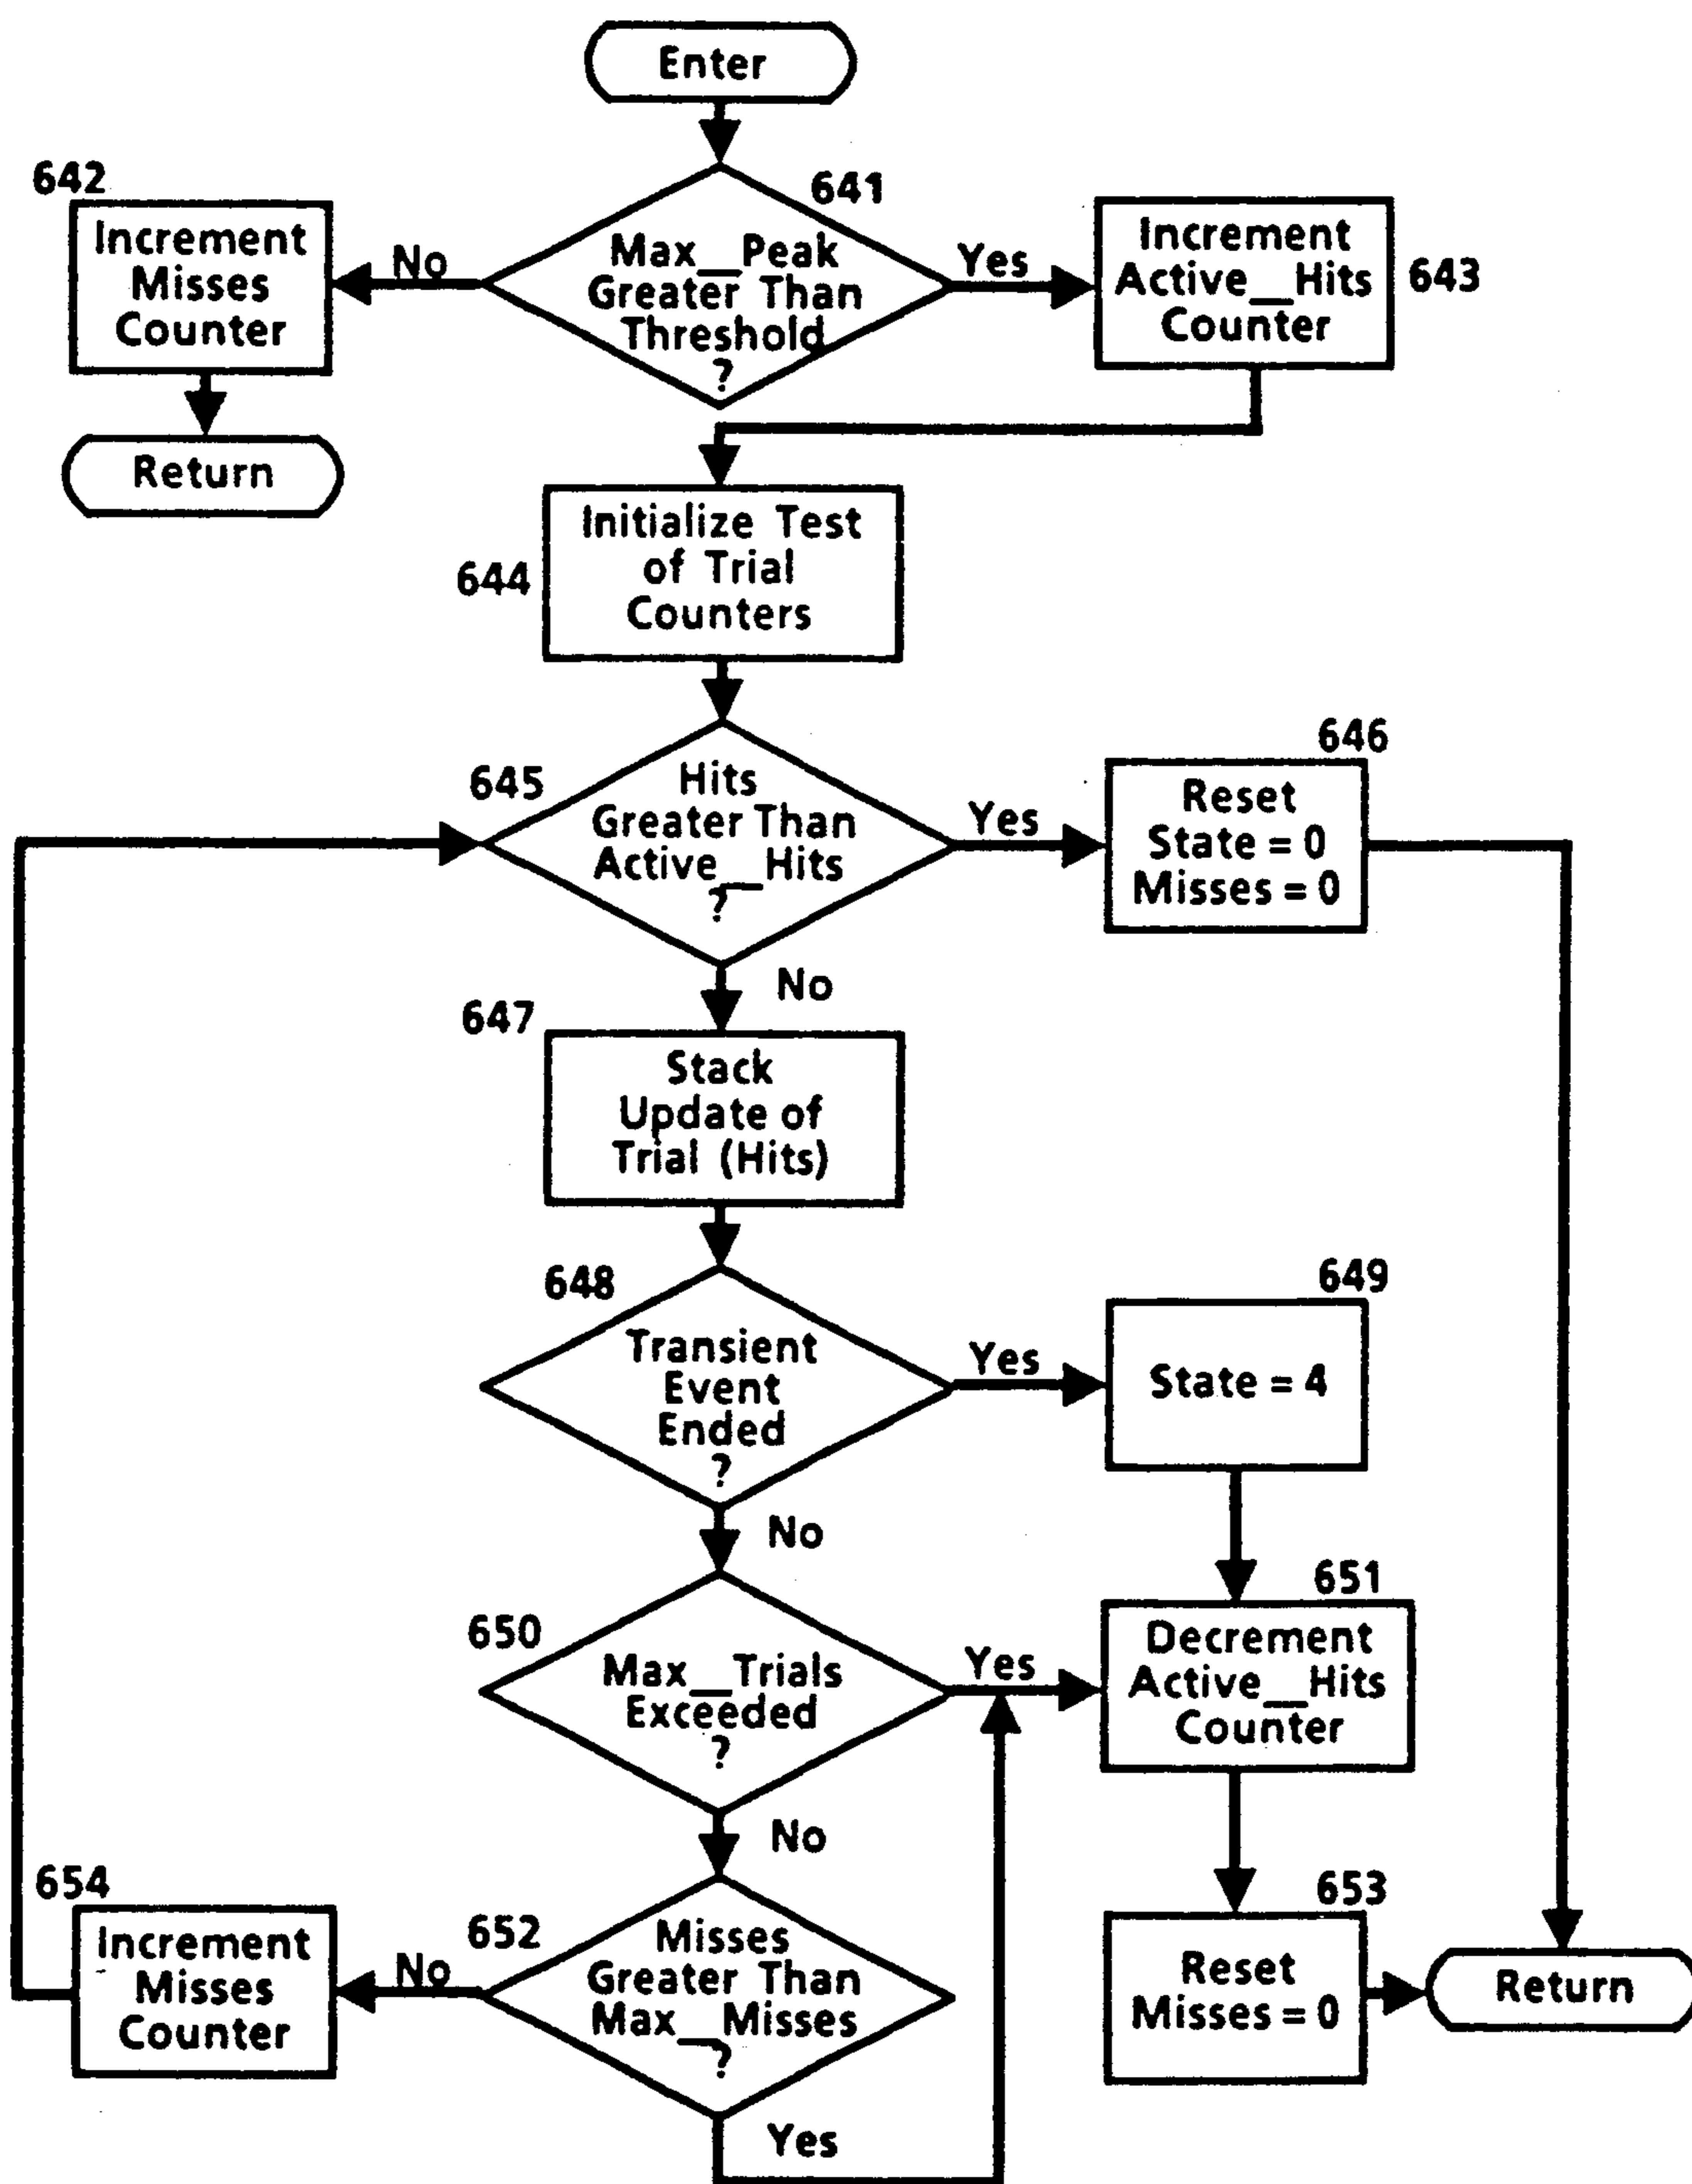 Enter
641
Max__Peak
Greater Than
Threshold
?
No
642
Increment
Misses
Counter
Return
Yes
Increment
Active__Hits
Counter
643
644
Initialize Test
of Trial
Counters
645
Hits
Greater Than
Active__Hits
?
Yes
646
Reset
State = 0
Misses = 0
No
647
Stack
Update of
Trial (Hits)
648
Transient
Event
Ended
?
Yes
649
State = 4
No
650
Max__Trials
Exceeded
?
Yes
651
Decrement
Active__Hits
Counter
No
652
Misses
Greater Than
Max__Misses
?
No
654
Increment
Misses
Counter
Yes
653
Reset
Misses = 0
Return